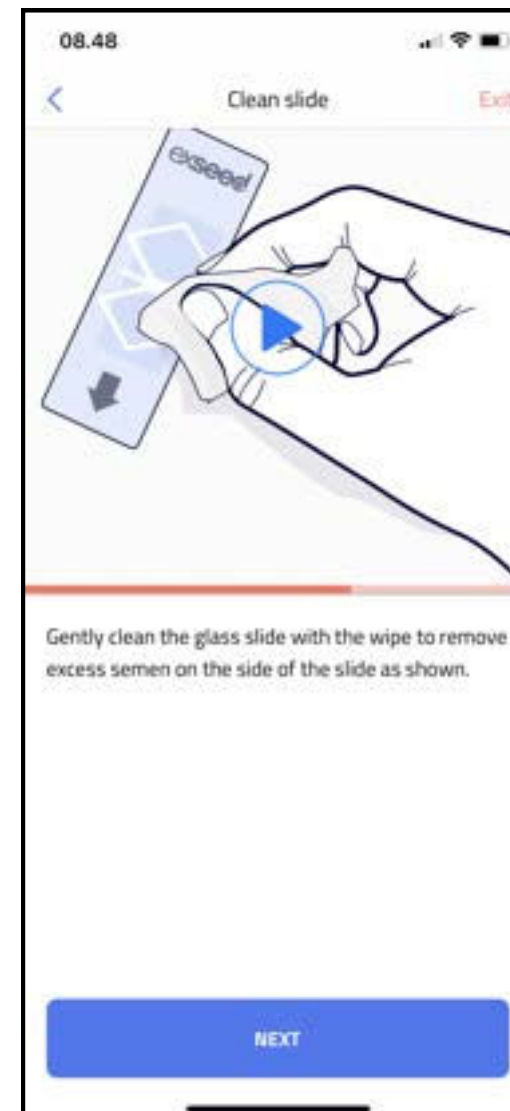 08.48
Clean slide
Exit
exseed
Gently clean the glass slide with the wipe to remove
excess semen on the side of the slide as shown.
NEXT